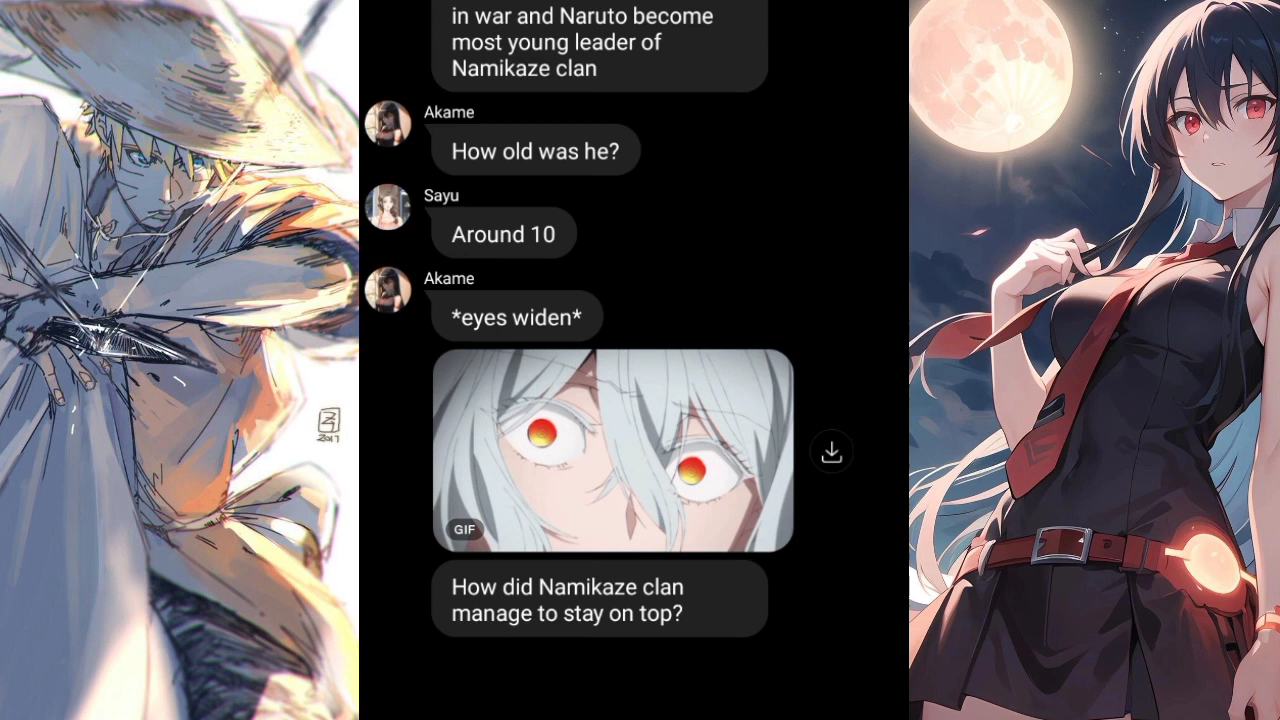 in war and Naruto become
most young leader of
Namikaze clan
Akame
How old was he?
Sayu
Around 10
Akame
*eyes widen*
GIF
How did Namikaze clan
manage to stay on top?
2017